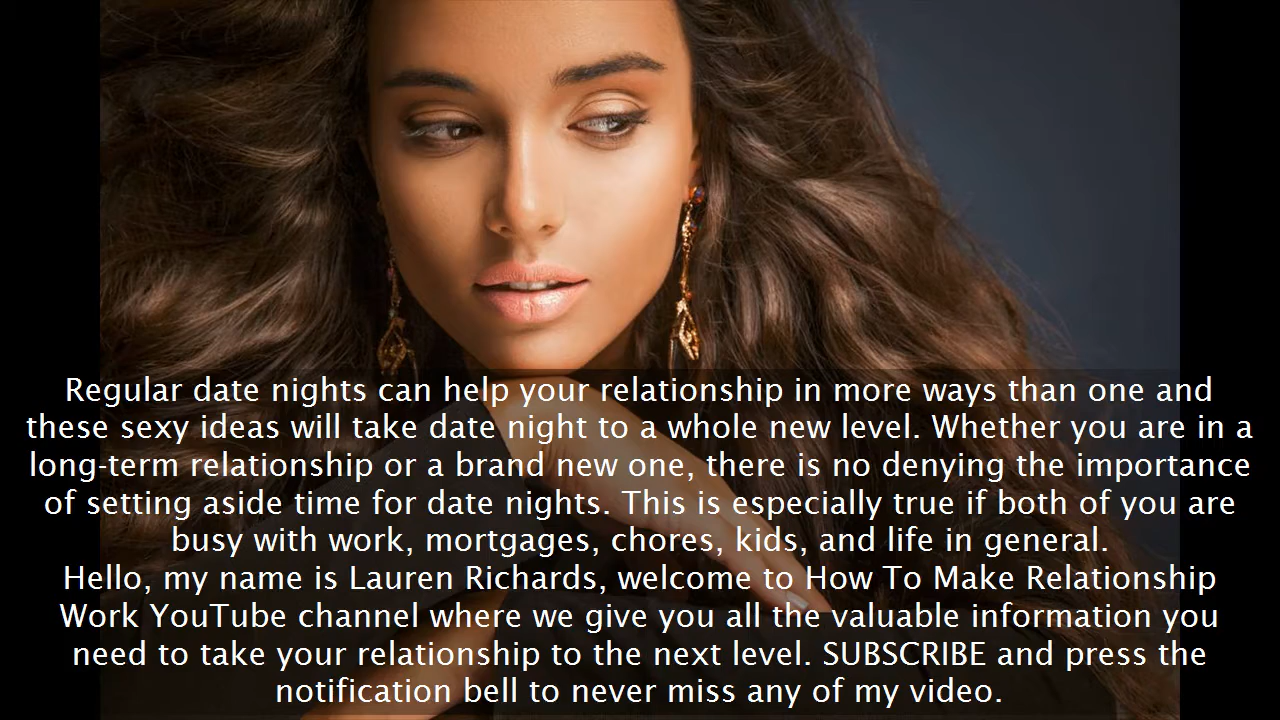 Regular date nights can help your relationship in more ways than one and
these sexy ideas will take date night to a whole new level. Whether you are in a
long-term relationship or a brand new one, there is no denying the importance
of setting aside time for date nights. This is especially true if both of you are
busy with work, mortgages, chores, kids, and life in general.
Hello, my name is Lauren Richards, welcome to How To Make Relationship
Work YouTube channel where we give you all the valuable information you
need to take your relationship to the next level. SUBSCRIBE and press the
notification bell to never miss any of my video.